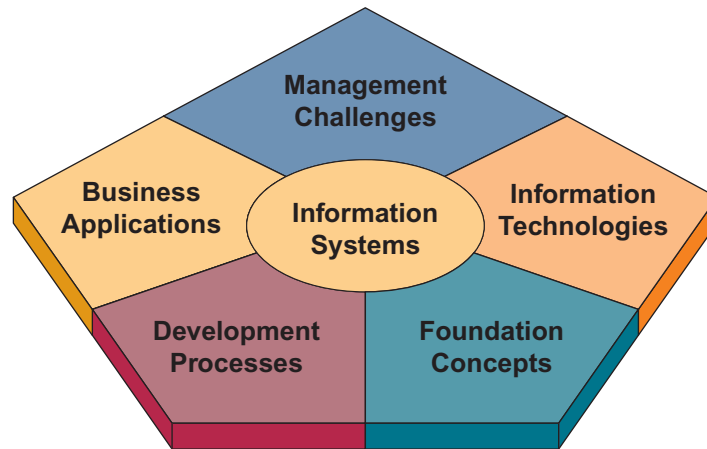 Management
Challenges
Business
Applications
Information
Systems
Information
Technologies
Development
Processes
Foundation
Concepts